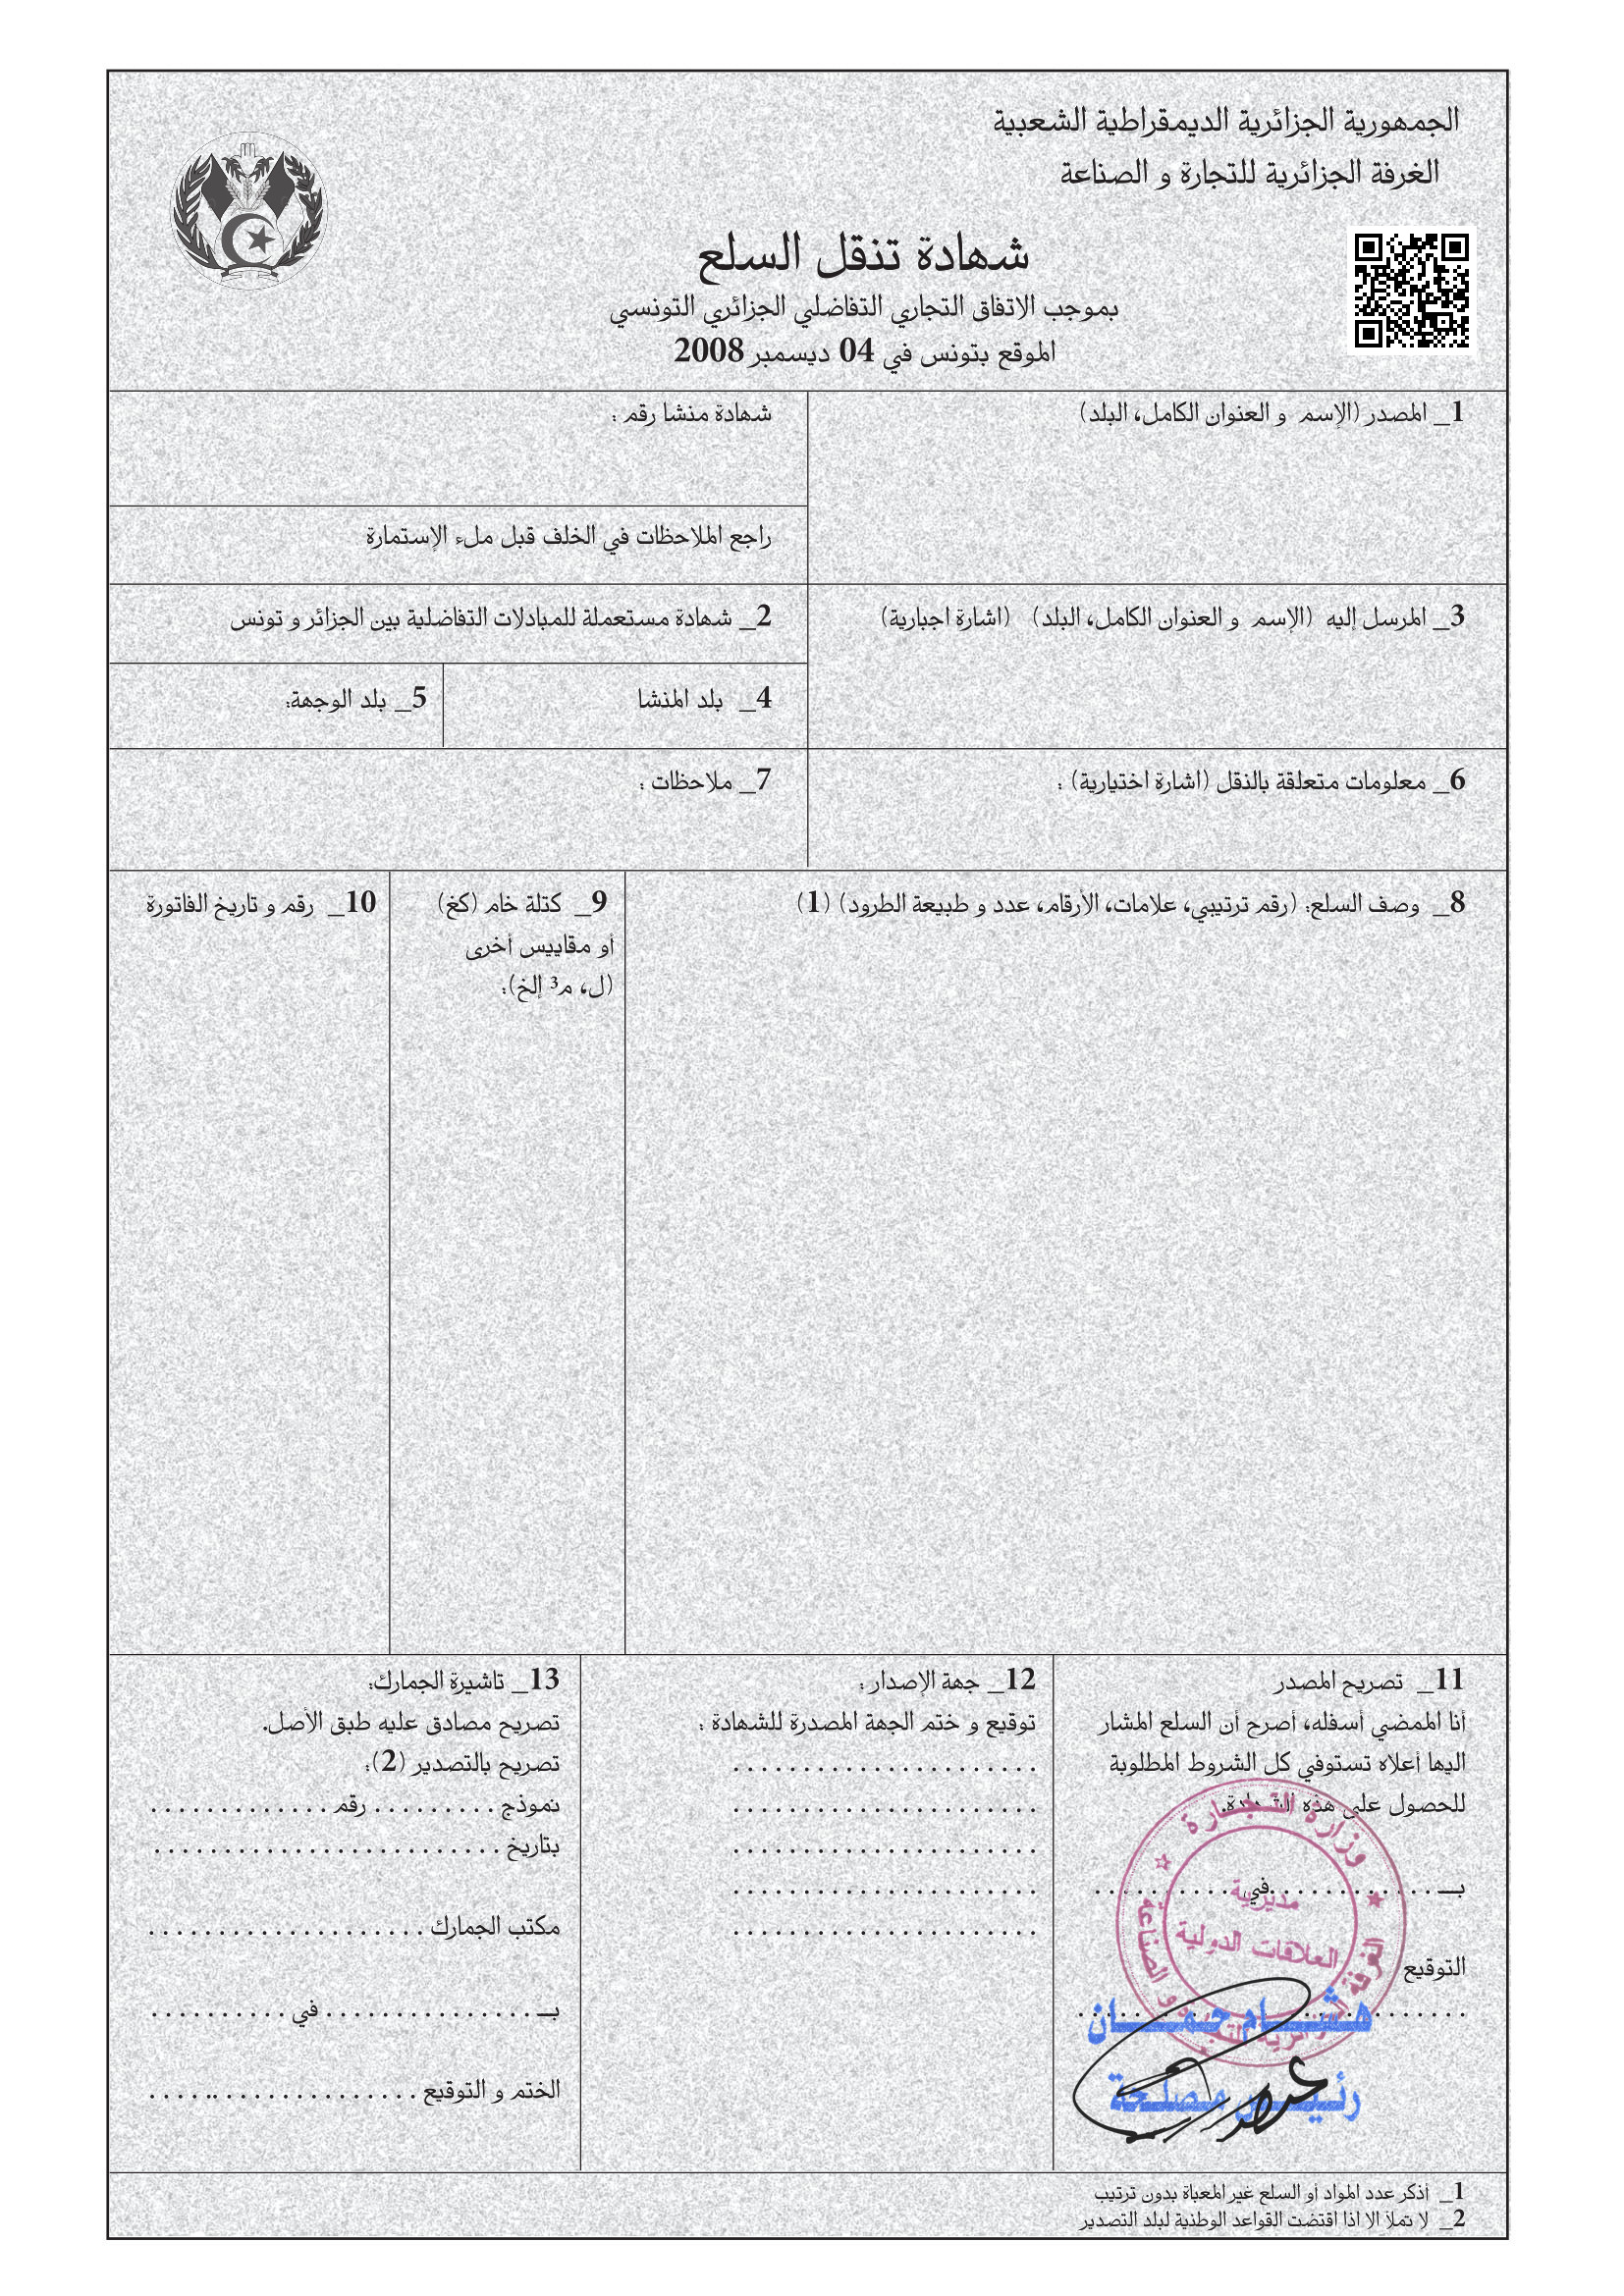 الجمهورية الجزائرية الديمقراطية الشعبية
الغرفة الجزائرية للتجارة و الصناعة
شهادة تنقل السلع
بموجب الاتفاق التجاري التفاضلي الجزائري التونسي
الموقع بتونس في 04 ديسمبر 2008
1_ المصدر (الإسم و العنوان الكامل، البلد)
شهادة منشا رقم :
راجع الملاحظات في الخلف قبل ملء الإستمارة
3_ المرسل إليه (الإسم و العنوان الكامل، البلد) (اشارة اجبارية)
2_ شهادة مستعملة للمبادلات التفاضلية بين الجزائر و تونس
4_ بلد المنشا
5_ بلد الوجهة:
6_ معلومات متعلقة بالنقل (اشارة اختيارية) :
7_ ملاحظات :
8_ وصف السلع: (رقم ترتيبي، علامات، الأرقام، عدد و طبيعة الطرود) (1)
9_ كتلة خام (كغ)
أو مقاييس أخرى
(ل، م³ إلخ):
10_ رقم و تاريخ الفاتورة
11_ تصريح المصدر
أنا الممضي أسفله، أصرح أن السلع المشار
اليها أعلاه تستوفي كل الشروط المطلوبة
للحصول على هذه الشهادة.
بـ . . . . . . . . . . . . في . . . . . . . . . .
التوقيع
. . . . . . . . . . . . . . . . . . . . . . . . . . . .
وزارة التجارة
الغرفة الجزائرية للتجارة و الصناعة
مديرية
العلاقات الدولية
هشام حمان
رئيس مصلحة
12_ جهة الإصدار :
توقيع و ختم الجهة المصدرة للشهادة :
. . . . . . . . . . . . . . . . . . . . . .
. . . . . . . . . . . . . . . . . . . . . .
. . . . . . . . . . . . . . . . . . . . . .
. . . . . . . . . . . . . . . . . . . . . .
. . . . . . . . . . . . . . . . . . . . . .
13_ تاشيرة الجمارك:
تصريح مصادق عليه طبق الأصل.
تصريح بالتصدير (2):
نموذج . . . . . . . . . رقم . . . . . . . . . . . . .
بتاريخ . . . . . . . . . . . . . . . . . . . . . . . . .
مكتب الجمارك . . . . . . . . . . . . . . . . . . . .
بـ . . . . . . . . . . . . . . . في . . . . . . . . . .
الختم و التوقيع . . . . . . . . . . . . . . . . . . . .
1_ أذكر عدد المواد أو السلع غير المعباة بدون ترتيب
2_ لا تملأ الا اذا اقتضت القواعد الوطنية لبلد التصدير